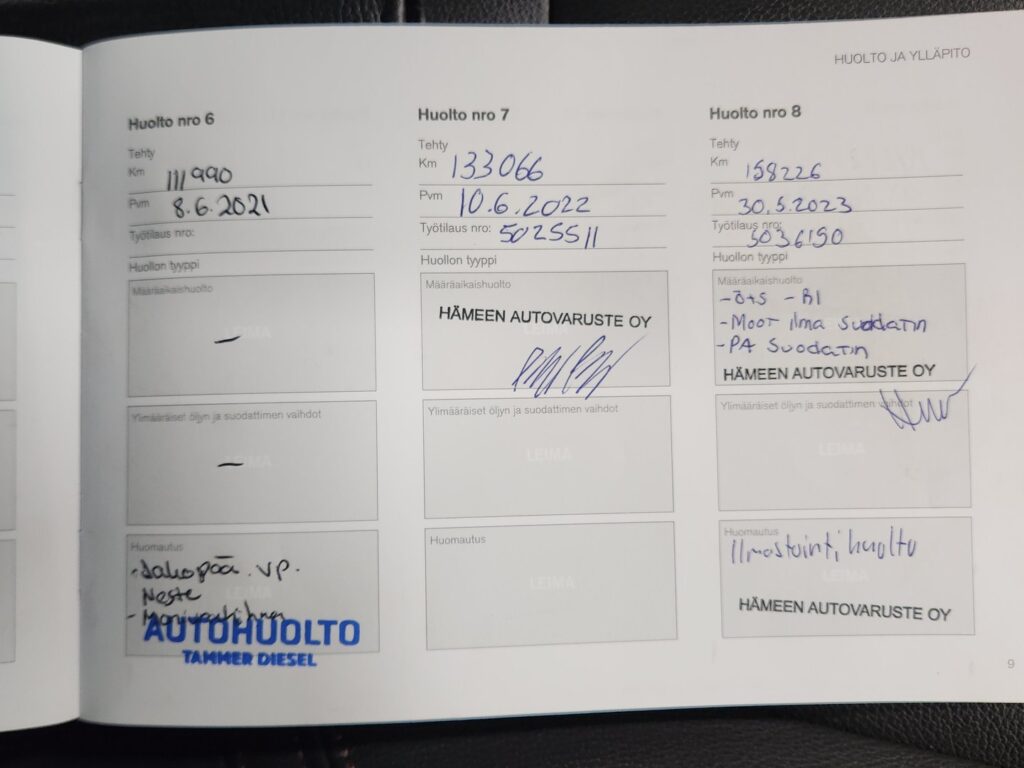 HUOLTO JA YLLÄPITO
Huolto nro 6
Tehty
Km 111990
Pvm 8.6.2021
Työtilaus nro:
Huollon tyyppi
Määräaikaishuolto
LEIMA
–
Ylimääräiset öljyn ja suodattimen vaihdot
LEIMA
–
Huomautus
- Jakopää. VP.
Neste
- Moniurahihna
AUTOHUOLTO
TAMMER DIESEL
Huolto nro 7
Tehty
Km 133066
Pvm 10.6.2022
Työtilaus nro: 5025511
Huollon tyyppi
Määräaikaishuolto
HÄMEEN AUTOVARUSTE OY
Ylimääräiset öljyn ja suodattimen vaihdot
LEIMA
Huomautus
LEIMA
Huolto nro 8
Tehty
Km 158226
Pvm 30.5.2023
Työtilaus nro: 5036190
Huollon tyyppi
Määräaikaishuolto
- Ö+S - BI
- Moot ilma suodatin
- PA suodatin
HÄMEEN AUTOVARUSTE OY
Ylimääräiset öljyn ja suodattimen vaihdot
LEIMA
Huomautus
Ilmastointi huolto
LEIMA
HÄMEEN AUTOVARUSTE OY
9